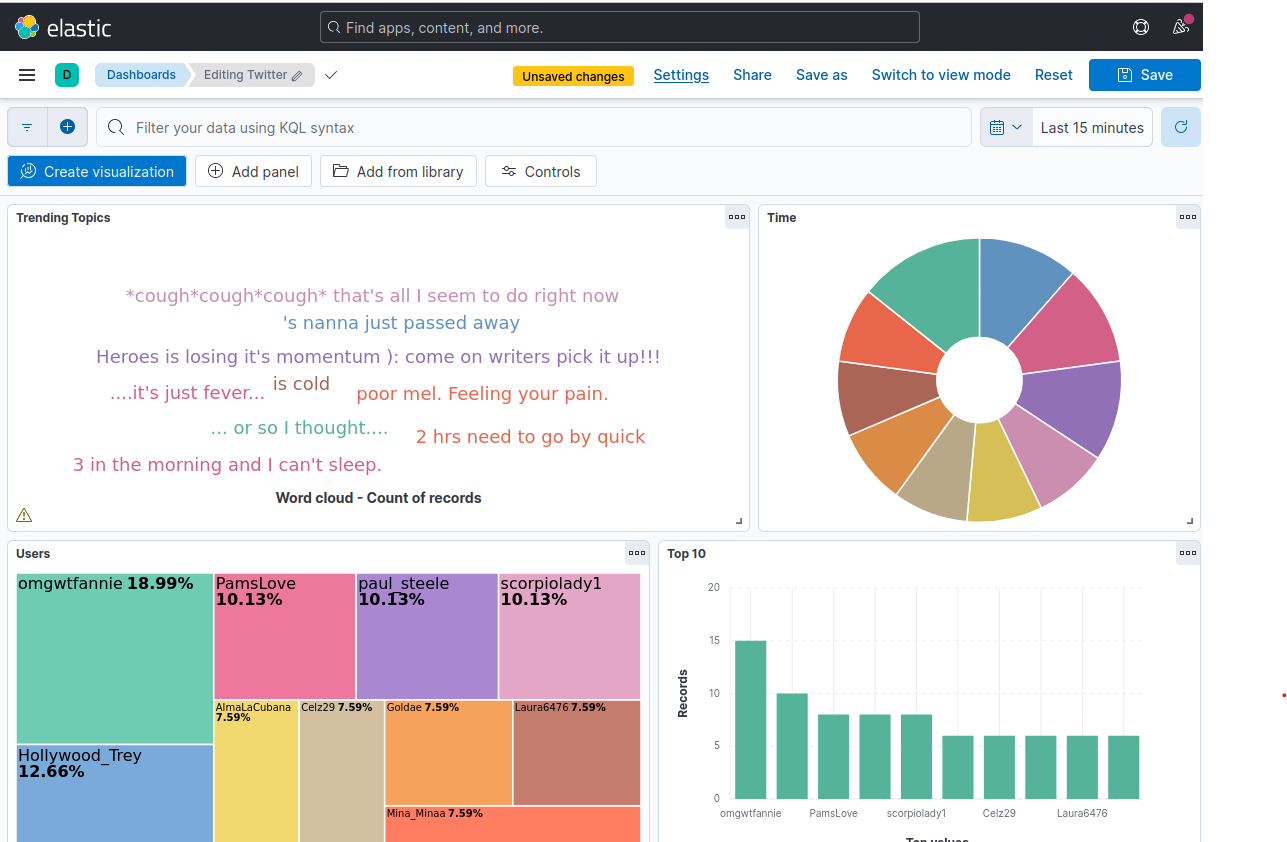 elastic
Find apps, content, and more.
D
Dashboards
Editing Twitter
Unsaved changes
Settings
Share
Save as
Switch to view mode
Reset
Save
Filter your data using KQL syntax
Last 15 minutes
Create visualization
Add panel
Add from library
Controls
Trending Topics
*cough*cough*cough* that's all I seem to do right now
's nanna just passed away
Heroes is losing it's momentum ): come on writers pick it up!!!
....it's just fever...
is cold
poor mel. Feeling your pain.
... or so I thought....
2 hrs need to go by quick
3 in the morning and I can't sleep.
Word cloud - Count of records
Time
Users
omgwtfannie 18.99%
PamsLove
10.13%
paul_steele
10.13%
scorpiolady1
10.13%
AlmaLaCubana
7.59%
Celz29 7.59%
Goldae 7.59%
Laura6476 7.59%
Hollywood_Trey
12.66%
Mina_Minaa 7.59%
Top 10
20
15
10
5
0
Records
omgwtfannie
PamsLove
scorpiolady1
Celz29
Laura6476
Top values